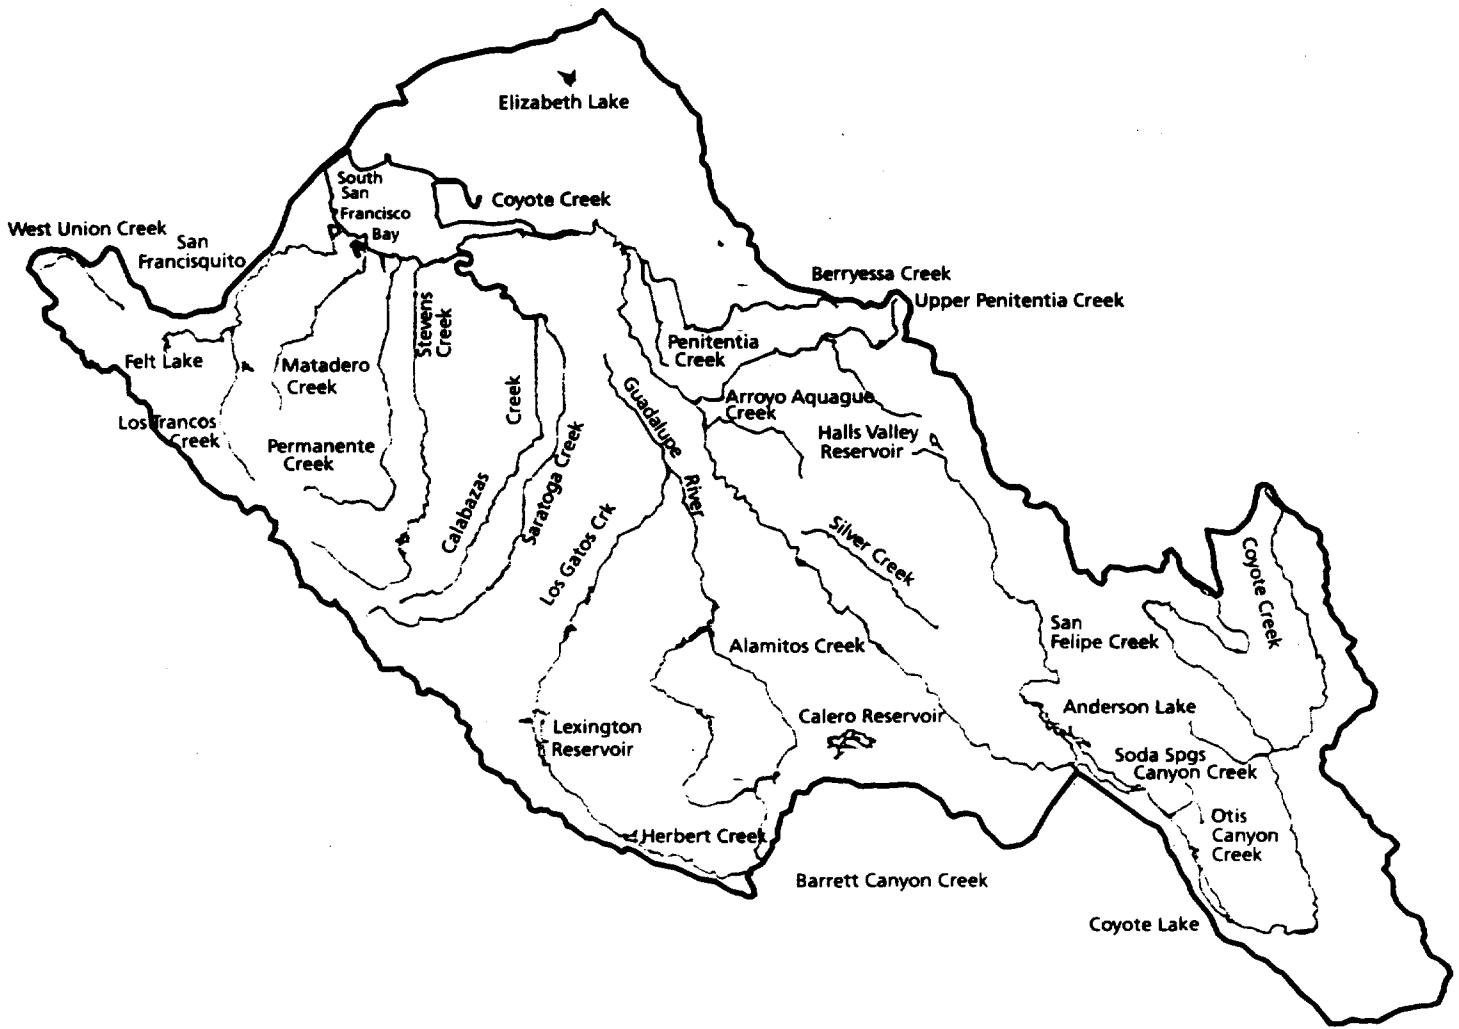 Elizabeth Lake
South
San
Francisco
Bay
Coyote Creek
West Union Creek
San
Francisquito
Berryessa Creek
Upper Penitentia Creek
Stevens
Creek
Penitentia
Creek
Felt Lake
Matadero
Creek
Los Trancos
Creek
Permanente
Creek
Calabazas
Creek
Saratoga Creek
Guadalupe
River
Los Gatos Crk
Arroyo Aquague
Creek
Halls Valley
Reservoir
Silver Creek
Coyote Creek
San
Felipe Creek
Alamitos Creek
Anderson Lake
Calero Reservoir
Lexington
Reservoir
Soda Spgs
Canyon Creek
Otis
Canyon
Creek
Herbert Creek
Barrett Canyon Creek
Coyote Lake